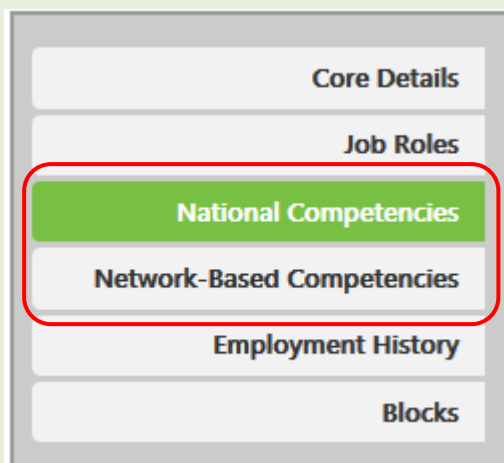 Core Details
Job Roles
National Competencies
Network-Based Competencies
Employment History
Blocks